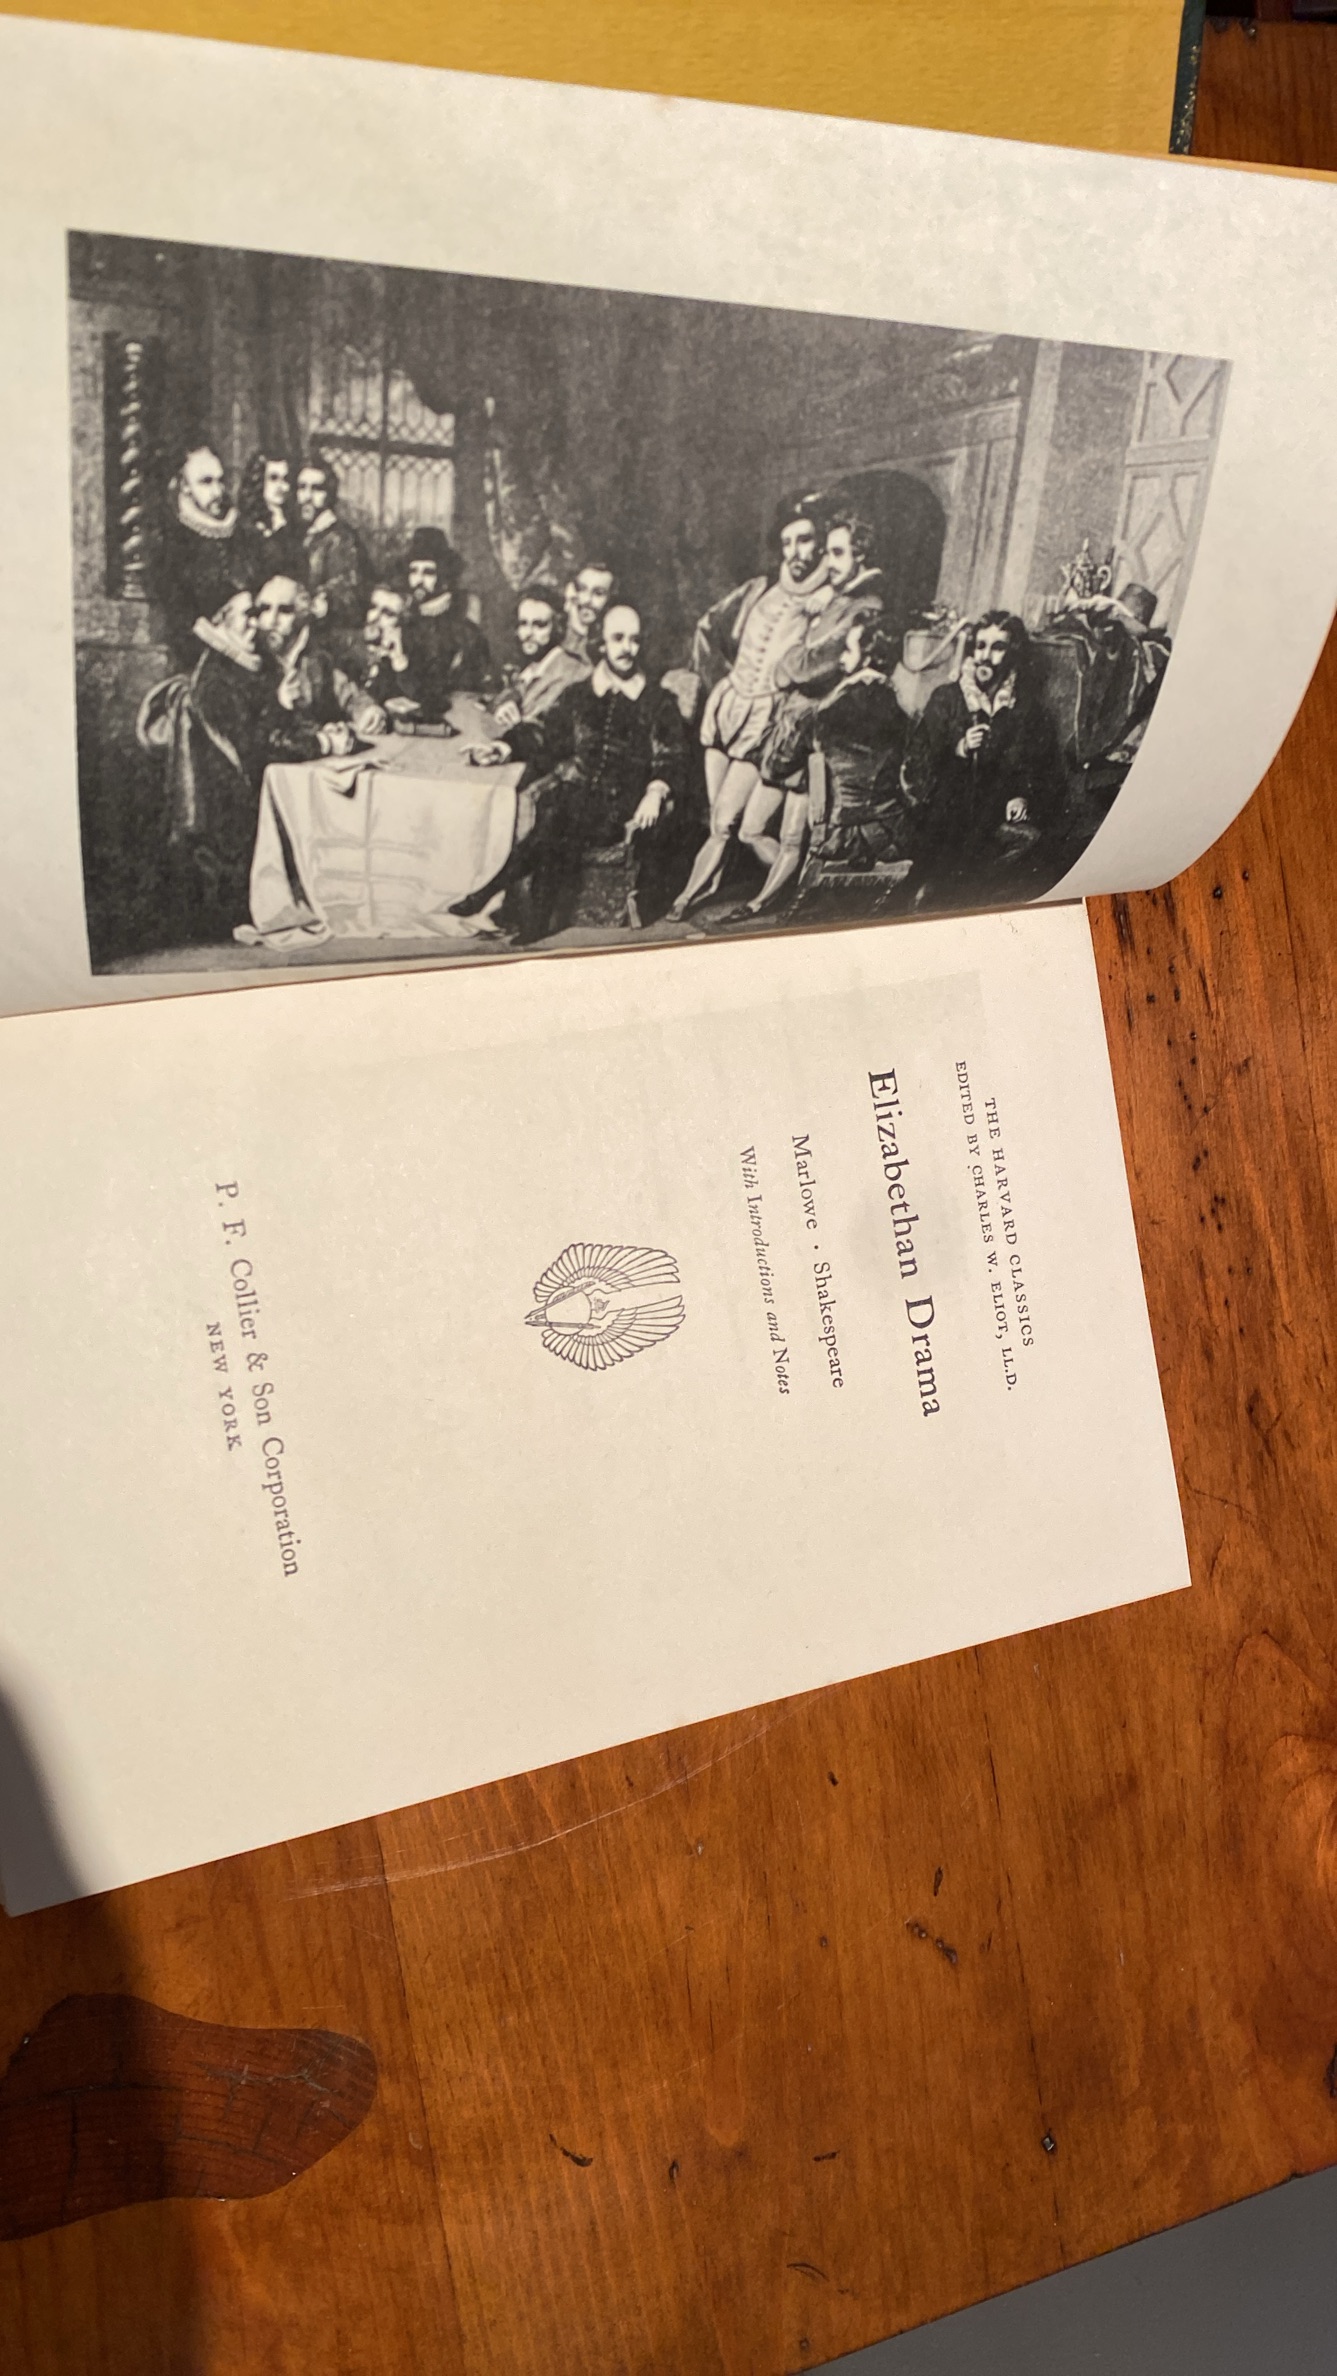 THE HARVARD CLASSICS
EDITED BY CHARLES W. ELIOT, LL.D.
Elizabethan Drama
Marlowe · Shakespeare
With Introductions and Notes
P. F. Collier & Son Corporation
NEW YORK